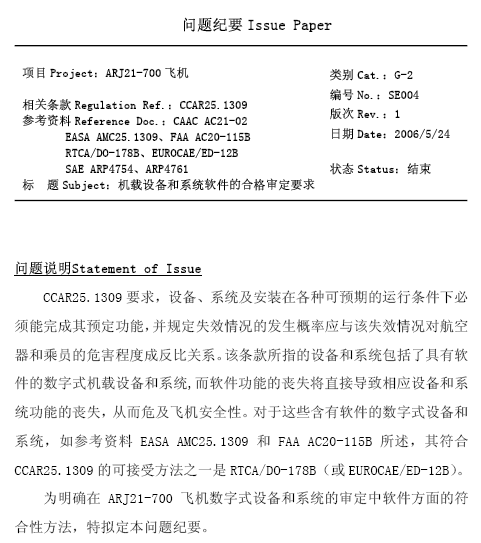 问题纪要 Issue Paper
项目 Project: ARJ21-700 飞机
类别 Cat.: G-2
编号 No.: SE004
相关条款 Regulation Ref.: CCAR25.1309
版次 Rev.: 1
参考资料 Reference Doc.: CAAC AC21-02
日期 Date: 2006/5/24
EASA AMC25.1309、FAA AC20-115B
RTCA/DO-178B、EUROCAE/ED-12B
SAE ARP4754、ARP4761
状态 Status: 结束
标 题 Subject: 机载设备和系统软件的合格审定要求
问题说明Statement of Issue
CCAR25.1309 要求，设备、系统及安装在各种可预期的运行条件下必
须能完成其预定功能，并规定失效情况的发生概率应与该失效情况对航空
器和乘员的危害程度成反比关系。该条款所指的设备和系统包括了具有软
件的数字式机载设备和系统,而软件功能的丧失将直接导致相应设备和系
统功能的丧失，从而危及飞机安全性。对于这些含有软件的数字式设备和
系统，如参考资料 EASA AMC25.1309 和 FAA AC20-115B 所述，其符合
CCAR25.1309 的可接受方法之一是 RTCA/DO-178B（或 EUROCAE/ED-12B）。
为明确在 ARJ21-700 飞机数字式设备和系统的审定中软件方面的符
合性方法，特拟定本问题纪要。